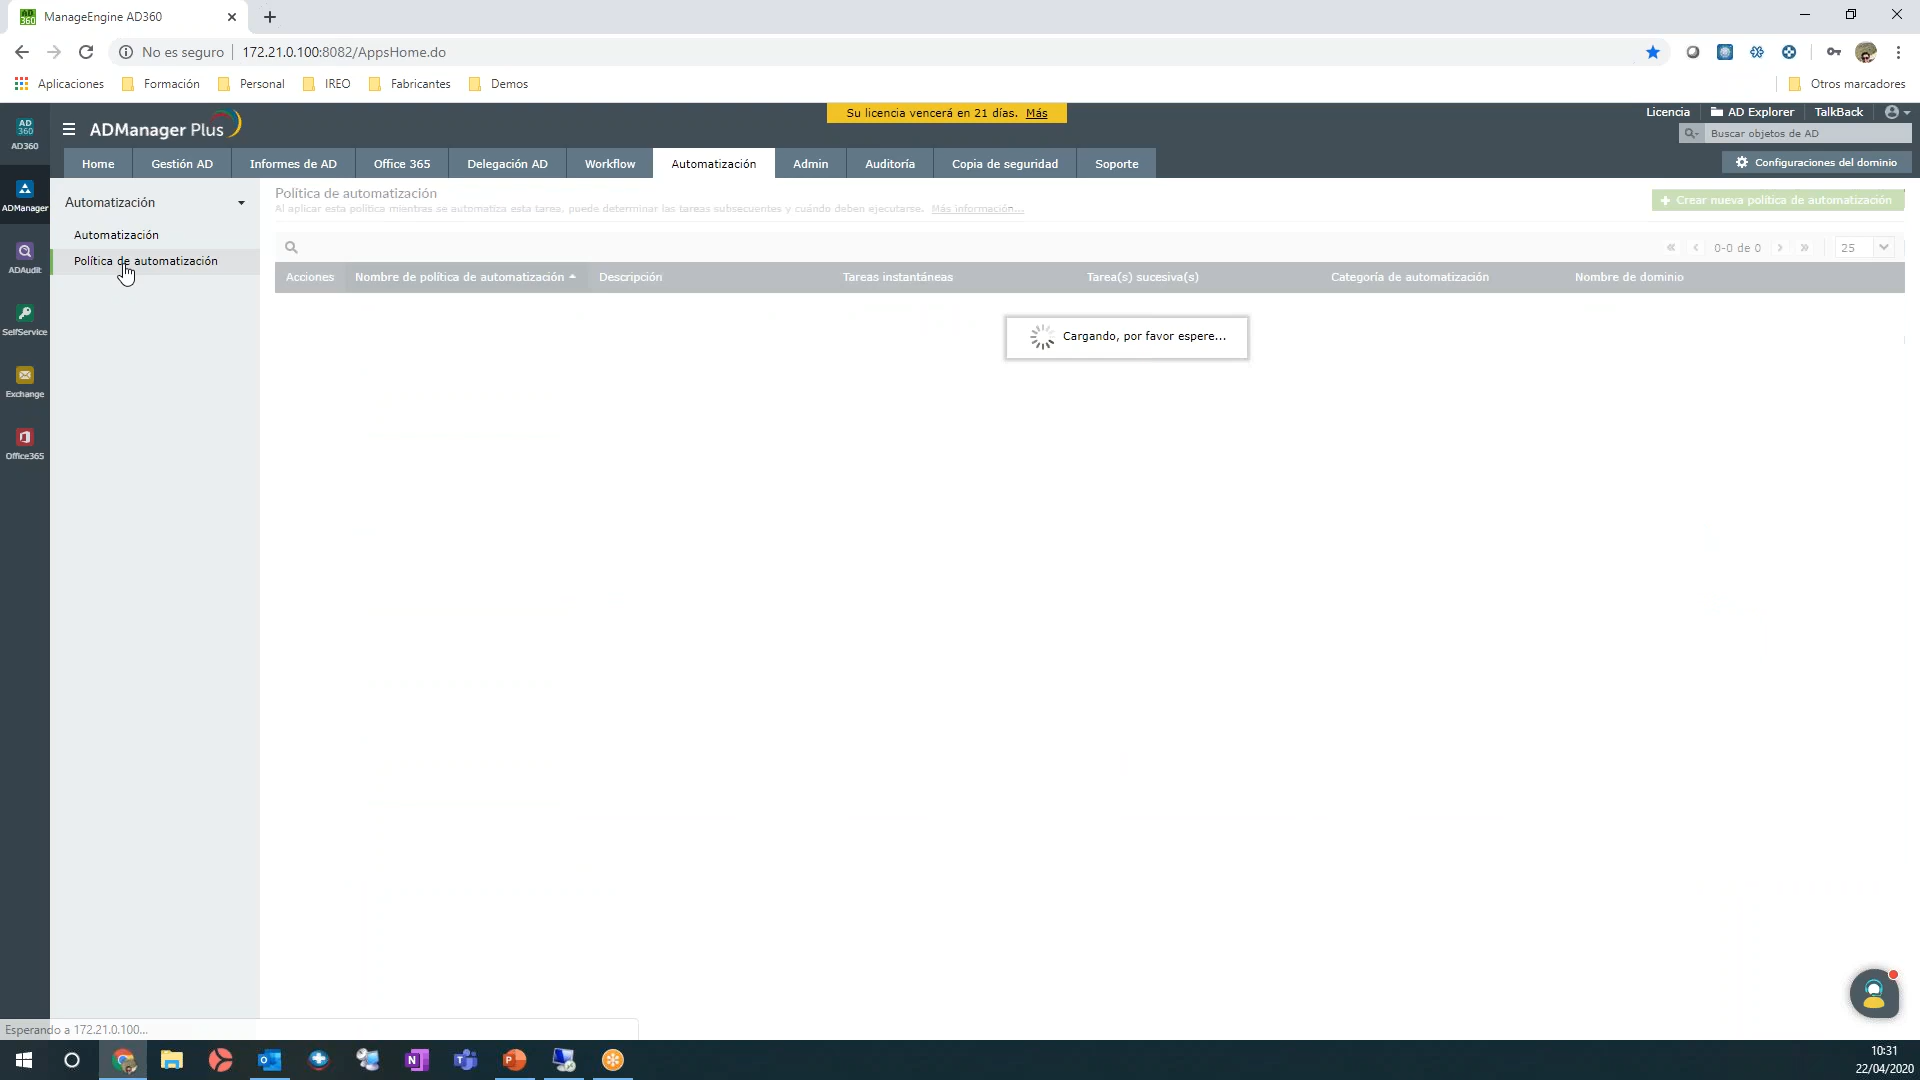 ManageEngine AD360
No es seguro 172.21.0.100:8082/AppsHome.do
Aplicaciones Formación Personal IREO Fabricantes Demos Otros marcadores
AD 360
AD360
ADManager Plus
Su licencia vencerá en 21 días. Más
Licencia AD Explorer TalkBack
Buscar objetos de AD
Home Gestión AD Informes de AD Office 365 Delegación AD Workflow Automatización Admin Auditoría Copia de seguridad Soporte
Configuraciones del dominio
ADManager
ADAudit
SelfService
Exchange
Office365
Automatización
Automatización
Política de automatización
Política de automatización
Al aplicar esta política mientras se automatiza esta tarea, puede determinar las tareas subsecuentes y cuándo deben ejecutarse. Más información...
+ Crear nueva política de automatización
0-0 de 0 25
Acciones Nombre de política de automatización Descripción Tareas instantáneas Tarea(s) sucesiva(s) Categoría de automatización Nombre de dominio
Cargando, por favor espere...
Esperando a 172.21.0.100...
10:31
22/04/2020